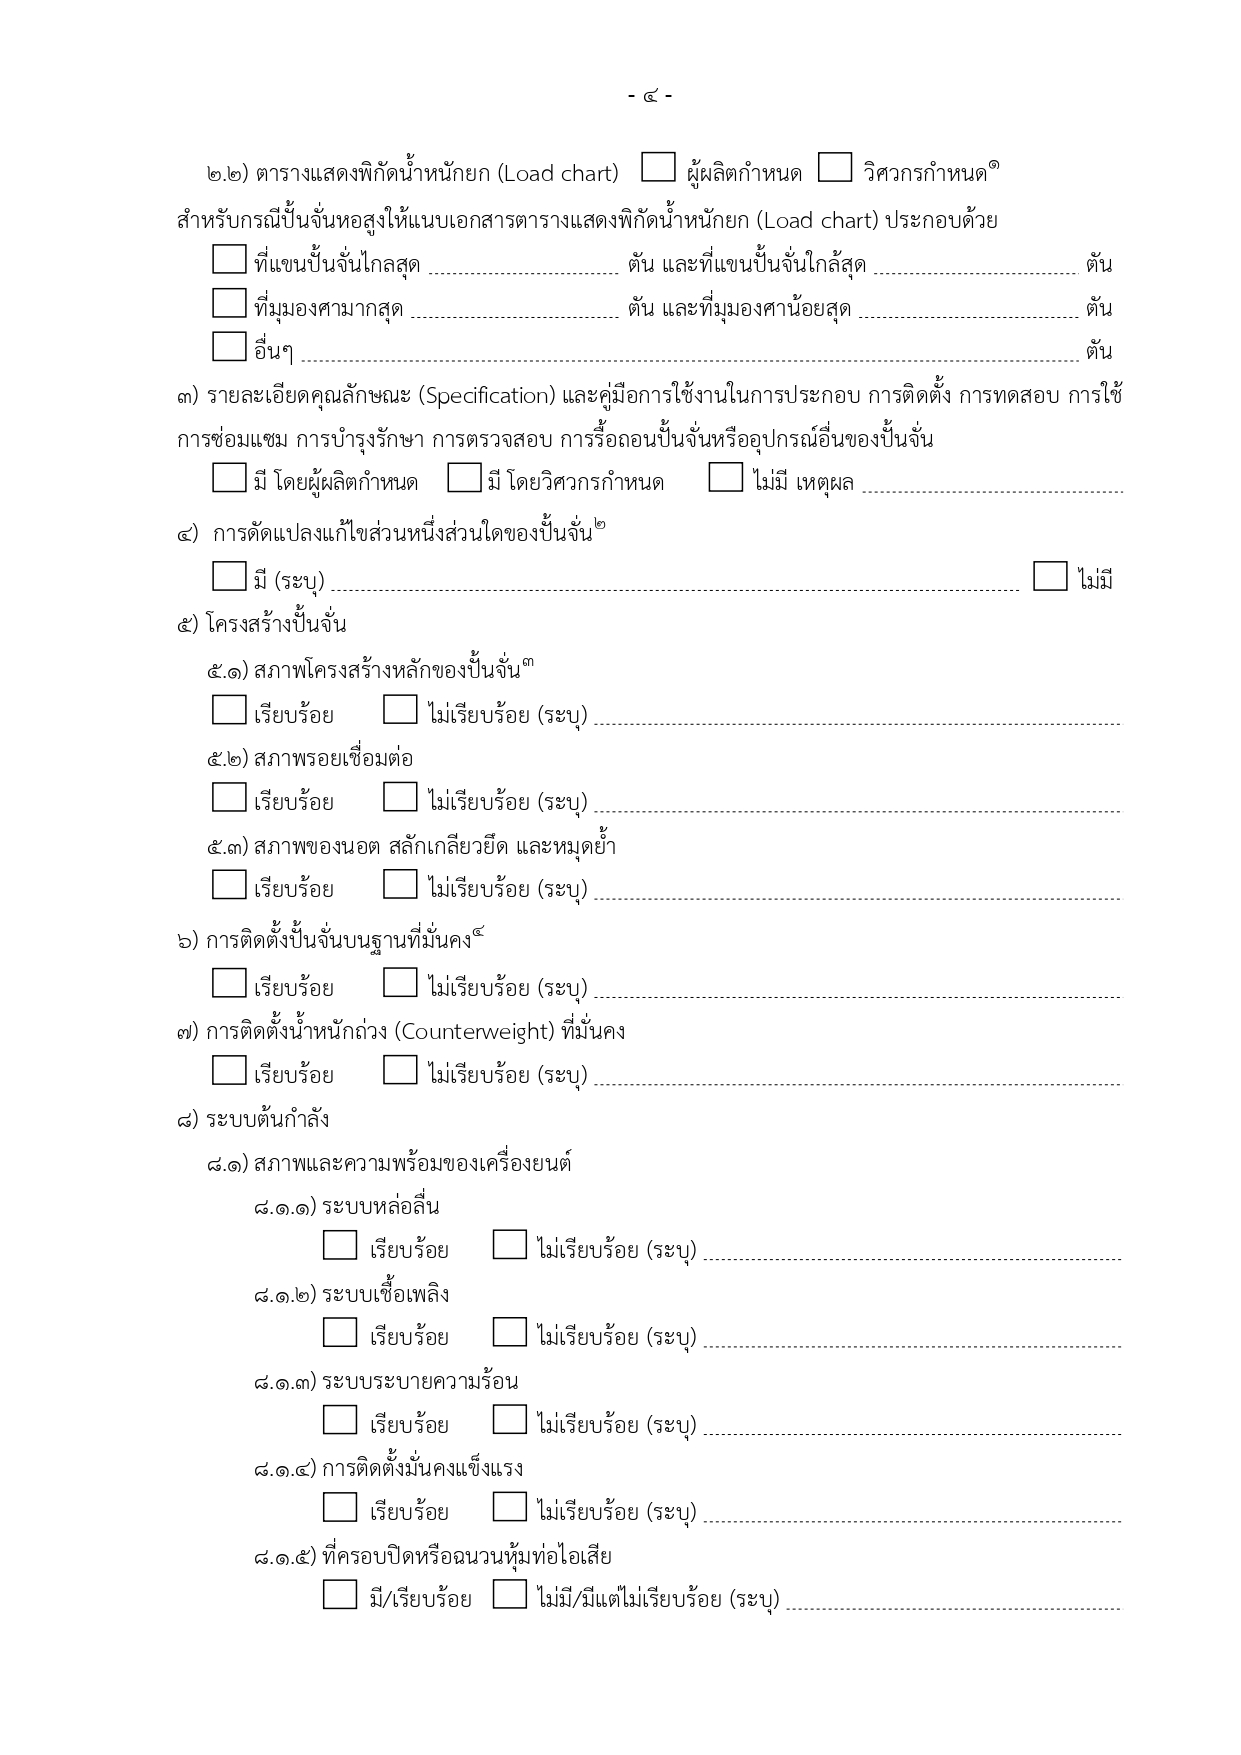 - ๔ -
๒.๒) ตารางแสดงพิกัดน้ำหนักยก (Load chart) ผู้ผลิตกำหนด วิศวกรกำหนด๑
สำหรับกรณีปั้นจั่นหอสูงให้แนบเอกสารตารางแสดงพิกัดน้ำหนักยก (Load chart) ประกอบด้วย
ที่แขนปั้นจั่นไกลสุด ตัน และที่แขนปั้นจั่นใกล้สุด ตัน
ที่มุมองศามากสุด ตัน และที่มุมองศาน้อยสุด ตัน
อื่นๆ ตัน
๓) รายละเอียดคุณลักษณะ (Specification) และคู่มือการใช้งานในการประกอบ การติดตั้ง การทดสอบ การใช้
การซ่อมแซม การบำรุงรักษา การตรวจสอบ การรื้อถอนปั้นจั่นหรืออุปกรณ์อื่นของปั้นจั่น
มี โดยผู้ผลิตกำหนด มี โดยวิศวกรกำหนด ไม่มี เหตุผล
๔) การดัดแปลงแก้ไขส่วนหนึ่งส่วนใดของปั้นจั่น๒
มี (ระบุ) ไม่มี
๕) โครงสร้างปั้นจั่น
๕.๑) สภาพโครงสร้างหลักของปั้นจั่น๓
เรียบร้อย ไม่เรียบร้อย (ระบุ)
๕.๒) สภาพรอยเชื่อมต่อ
เรียบร้อย ไม่เรียบร้อย (ระบุ)
๕.๓) สภาพของนอต สลักเกลียวยึด และหมุดย้ำ
เรียบร้อย ไม่เรียบร้อย (ระบุ)
๖) การติดตั้งปั้นจั่นบนฐานที่มั่นคง๔
เรียบร้อย ไม่เรียบร้อย (ระบุ)
๗) การติดตั้งน้ำหนักถ่วง (Counterweight) ที่มั่นคง
เรียบร้อย ไม่เรียบร้อย (ระบุ)
๘) ระบบต้นกำลัง
๘.๑) สภาพและความพร้อมของเครื่องยนต์
๘.๑.๑) ระบบหล่อลื่น
เรียบร้อย ไม่เรียบร้อย (ระบุ)
๘.๑.๒) ระบบเชื้อเพลิง
เรียบร้อย ไม่เรียบร้อย (ระบุ)
๘.๑.๓) ระบบระบายความร้อน
เรียบร้อย ไม่เรียบร้อย (ระบุ)
๘.๑.๔) การติดตั้งมั่นคงแข็งแรง
เรียบร้อย ไม่เรียบร้อย (ระบุ)
๘.๑.๕) ที่ครอบปิดหรือฉนวนหุ้มท่อไอเสีย
มี/เรียบร้อย ไม่มี/มีแต่ไม่เรียบร้อย (ระบุ)